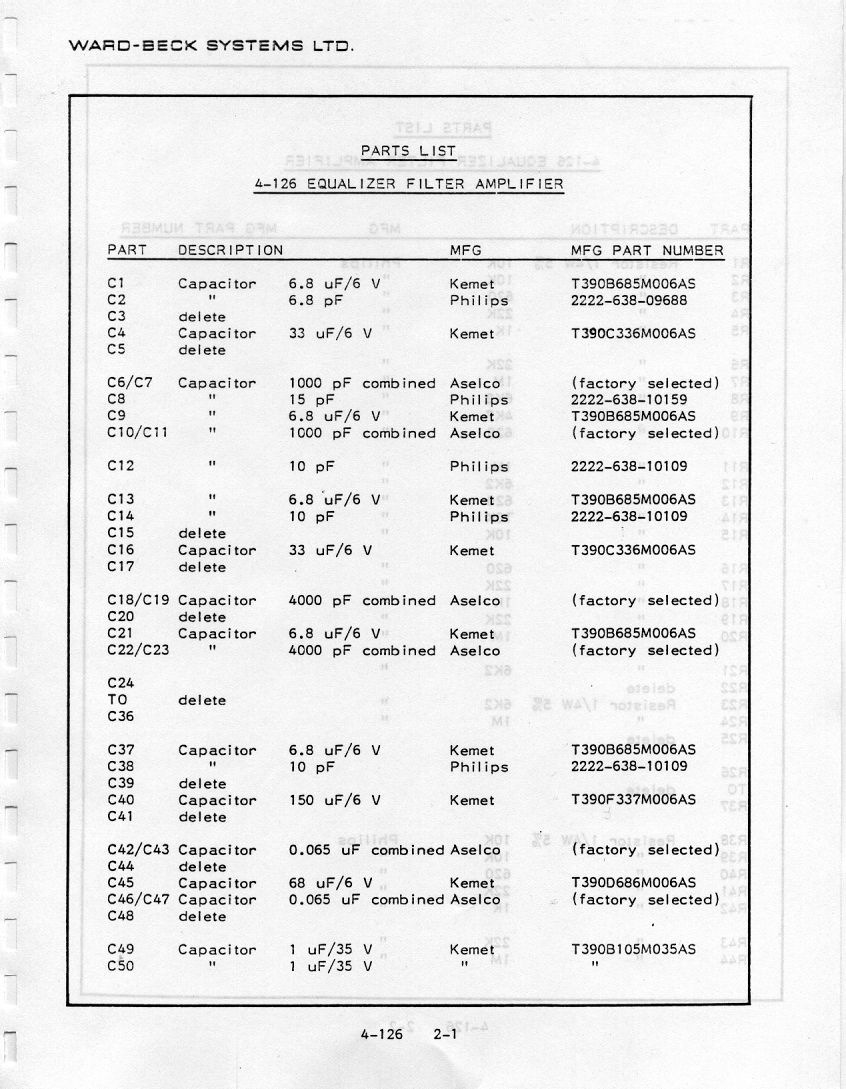 WARD-BECK SYSTEMS LTD.
PARTS LIST
4-126 EQUALIZER FILTER AMPLIFIER
PART DESCRIPTION MFG MFG PART NUMBER
C1 Capacitor 6.8 uF/6 V Kemet T390B685M006AS
C2 " 6.8 pF Philips 2222-638-09688
C3 delete
C4 Capacitor 33 uF/6 V Kemet T390C336M006AS
C5 delete
C6/C7 Capacitor 1000 pF combined Aselco (factory selected)
C8 " 15 pF Philips 2222-638-10159
C9 " 6.8 uF/6 V Kemet T390B685M006AS
C10/C11 " 1000 pF combined Aselco (factory selected)
C12 " 10 pF Philips 2222-638-10109
C13 " 6.8 uF/6 V Kemet T390B685M006AS
C14 " 10 pF Philips 2222-638-10109
C15 delete
C16 Capacitor 33 uF/6 V Kemet T390C336M006AS
C17 delete
C18/C19 Capacitor 4000 pF combined Aselco (factory selected)
C20 delete
C21 Capacitor 6.8 uF/6 V Kemet T390B685M006AS
C22/C23 " 4000 pF combined Aselco (factory selected)
C24
TO delete
C36
C37 Capacitor 6.8 uF/6 V Kemet T390B685M006AS
C38 " 10 pF Philips 2222-638-10109
C39 delete
C40 Capacitor 150 uF/6 V Kemet T390F337M006AS
C41 delete
C42/C43 Capacitor 0.065 uF combined Aselco (factory selected)
C44 delete
C45 Capacitor 68 uF/6 V Kemet T390D686M006AS
C46/C47 Capacitor 0.065 uF combined Aselco (factory selected)
C48 delete
C49 Capacitor 1 uF/35 V Kemet T390B105M035AS
C50 " 1 uF/35 V " "
4-126 2-1